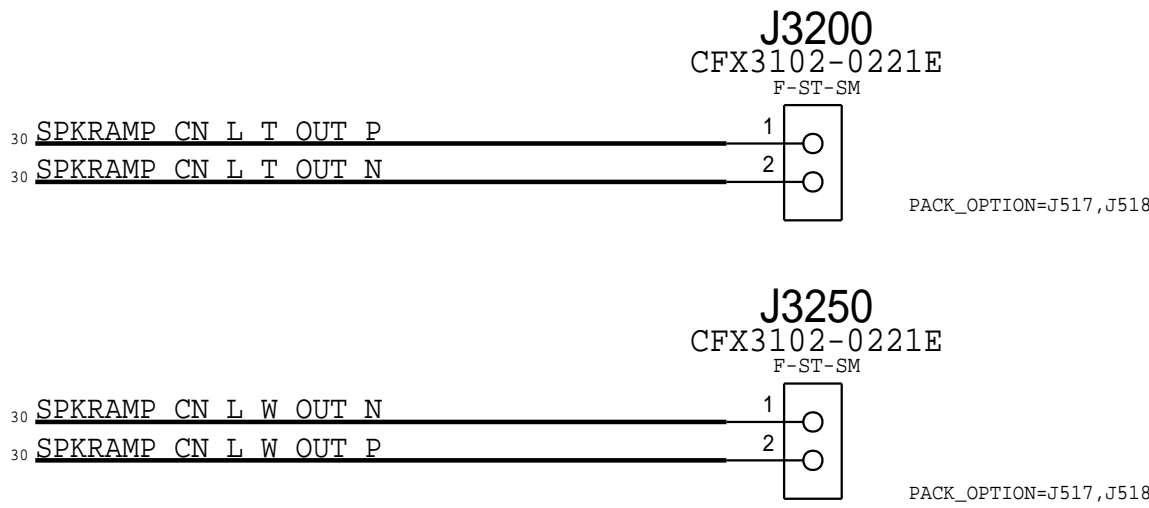 J3200
CFX3102-0221E
F-ST-SM
30 SPKRAMP CN L T OUT P 1
30 SPKRAMP CN L T OUT N 2
PACK_OPTION=J517,J518
J3250
CFX3102-0221E
F-ST-SM
30 SPKRAMP CN L W OUT N 1
30 SPKRAMP CN L W OUT P 2
PACK_OPTION=J517,J518